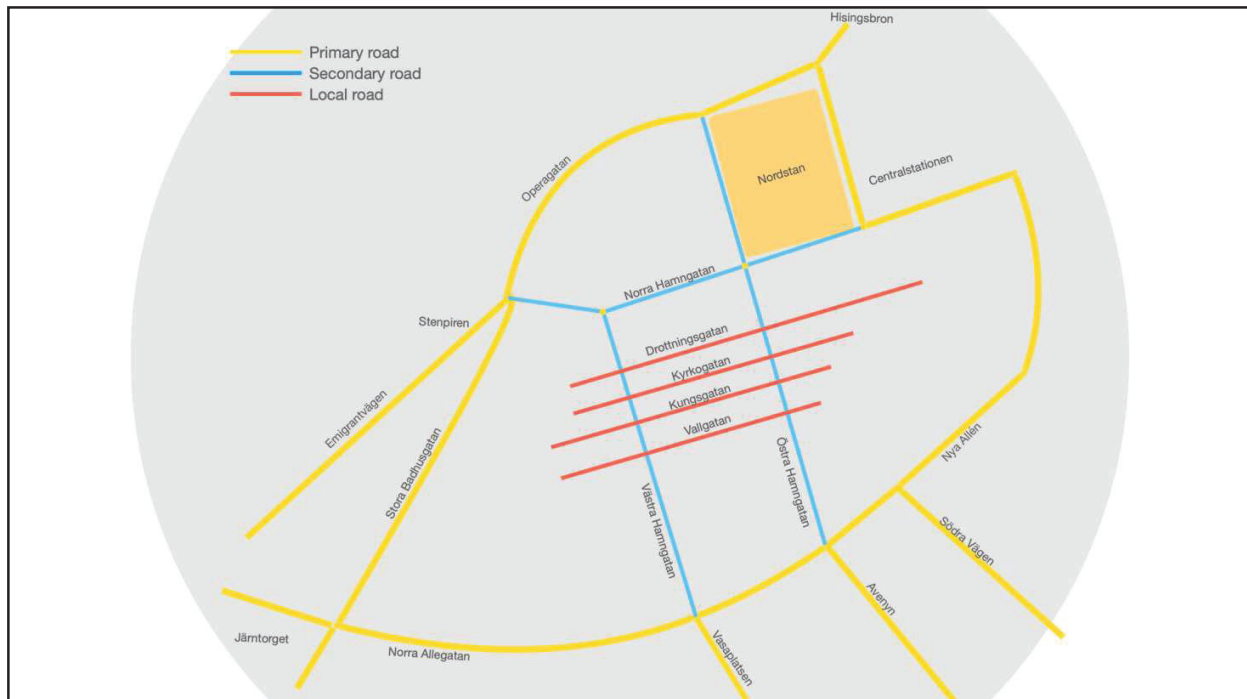 Hisingsbron
Primary road
Secondary road
Local road
Operagatan
Nordstan
Centralstationen
Norra Hamngatan
Stenpiren
Drottningsgatan
Kyrkogatan
Kungsgatan
Vallgatan
Emigrantvägen
Stora Badhusgatan
Västra Hamngatan
Östra Hamngatan
Nya Allén
Södra Vägen
Avenyn
Järntorget
Norra Allegatan
Vasaplatsen